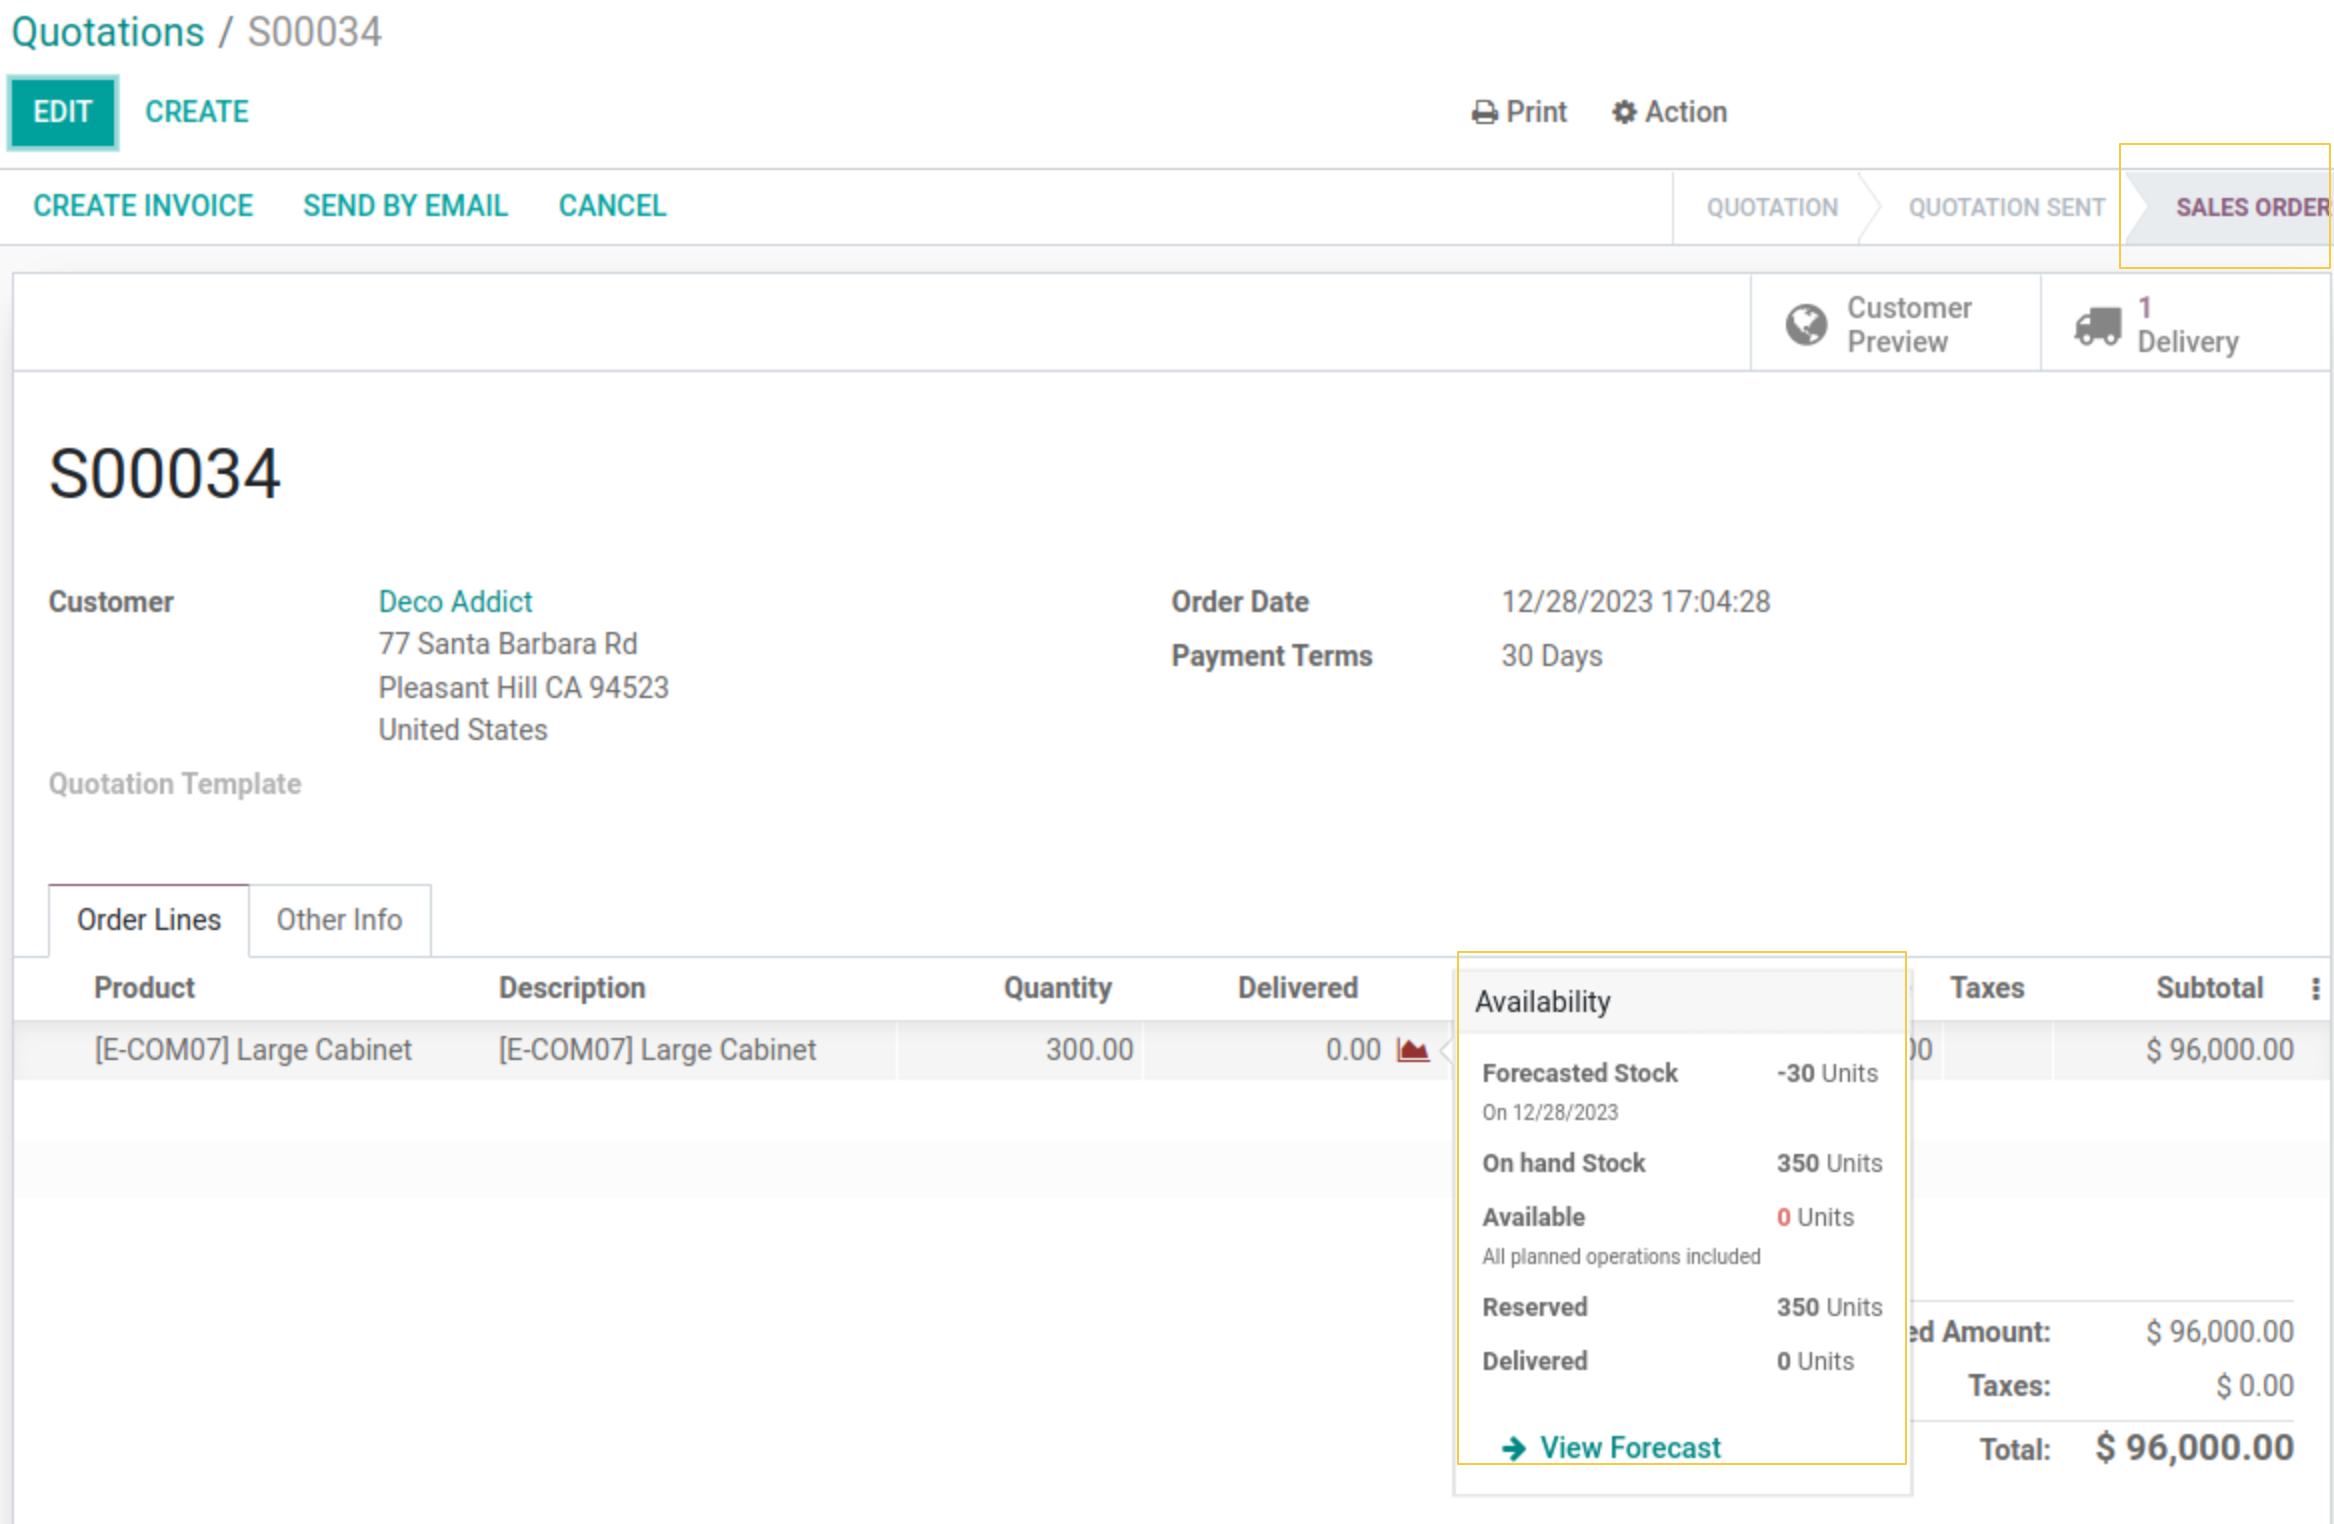 Quotations / S00034
EDIT CREATE Print Action
CREATE INVOICE SEND BY EMAIL CANCEL QUOTATION QUOTATION SENT SALES ORDER
Customer Preview
1 Delivery
S00034
Customer Deco Addict
77 Santa Barbara Rd
Pleasant Hill CA 94523
United States
Order Date 12/28/2023 17:04:28
Payment Terms 30 Days
Quotation Template
Order Lines Other Info
Product Description Quantity Delivered Taxes Subtotal
[E-COM07] Large Cabinet [E-COM07] Large Cabinet 300.00 0.00 $ 96,000.00
Availability
Forecasted Stock -30 Units
On 12/28/2023
On hand Stock 350 Units
Available 0 Units
All planned operations included
Reserved 350 Units
Delivered 0 Units
View Forecast
Amount: $ 96,000.00
Taxes: $ 0.00
Total: $ 96,000.00